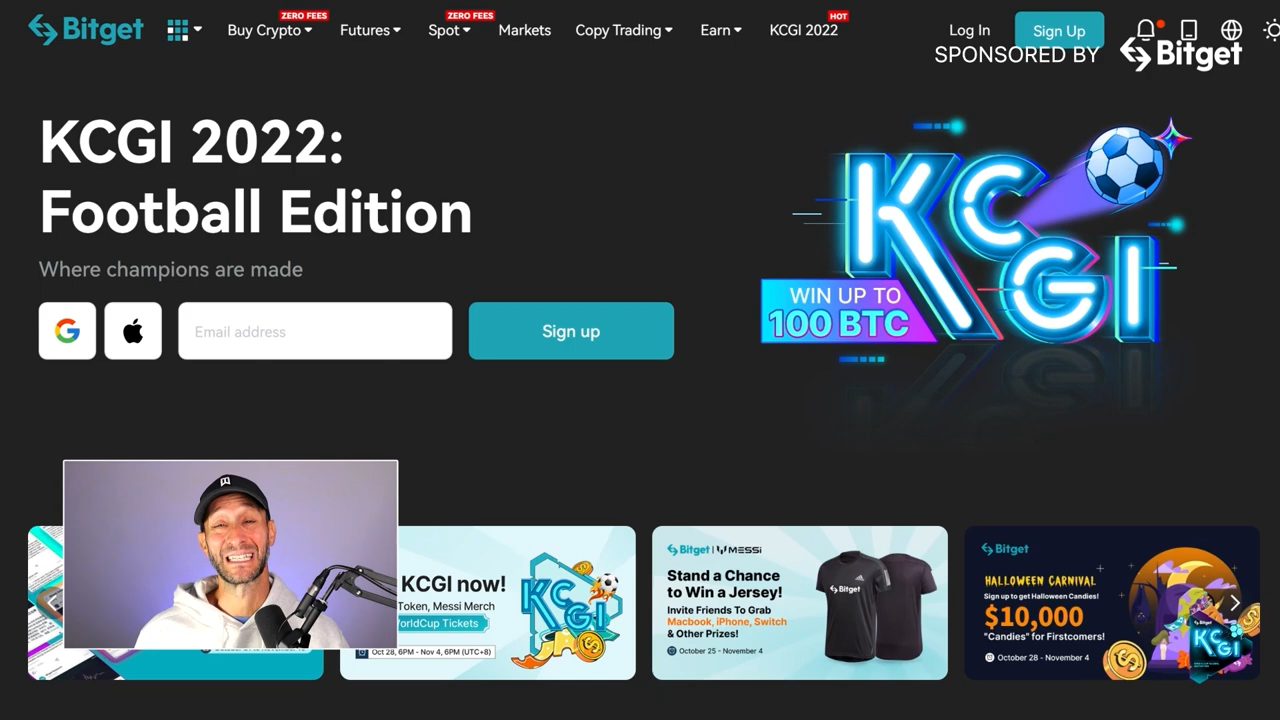 Bitget
ZERO FEES
Buy Crypto
Futures
ZERO FEES
Spot
Markets
Copy Trading
Earn
HOT
KCGI 2022
Log In
Sign Up
SPONSORED BY Bitget
KCGI 2022:
Football Edition
Where champions are made
Email address
Sign up
KCGI
WIN UP TO
100 BTC
KCGI now!
Token, Messi Merch
WorldCup Tickets
Oct 28, 6PM - Nov 4, 6PM (UTC+8)
KCGI
Bitget | MESSI
Stand a Chance
to Win a Jersey!
Invite Friends To Grab
Macbook, iPhone, Switch
& Other Prizes!
October 25 - November 4
Bitget
Bitget
HALLOWEEN CARNIVAL
Sign up to get Halloween Candies!
$10,000
"Candies" for Firstcomers!
October 28 - November 4
Bitget
KCGI